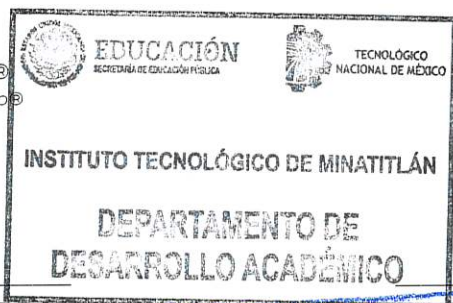 EDUCACIÓN
SECRETARÍA DE EDUCACIÓN PÚBLICA
TECNOLÓGICO
NACIONAL DE MÉXICO
®
o®
INSTITUTO TECNOLÓGICO DE MINATITLÁN
DEPARTAMENTO DE
DESARROLLO ACADÉMICO